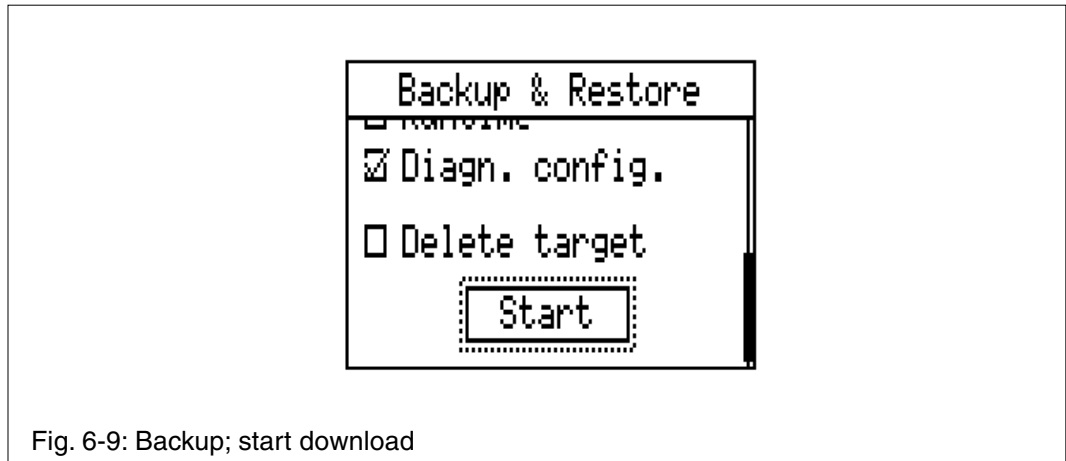 Backup & Restore
Diagn. config.
Delete target
Start
Fig. 6-9: Backup; start download